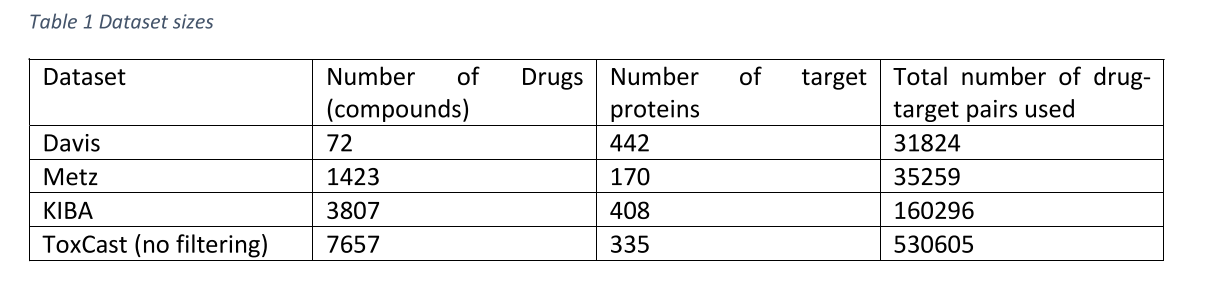 Table 1 Dataset sizes
Dataset Number of Drugs Number of target Total number of drug-
(compounds) proteins target pairs used
Davis 72 442 31824
Metz 1423 170 35259
KIBA 3807 408 160296
ToxCast (no filtering) 7657 335 530605